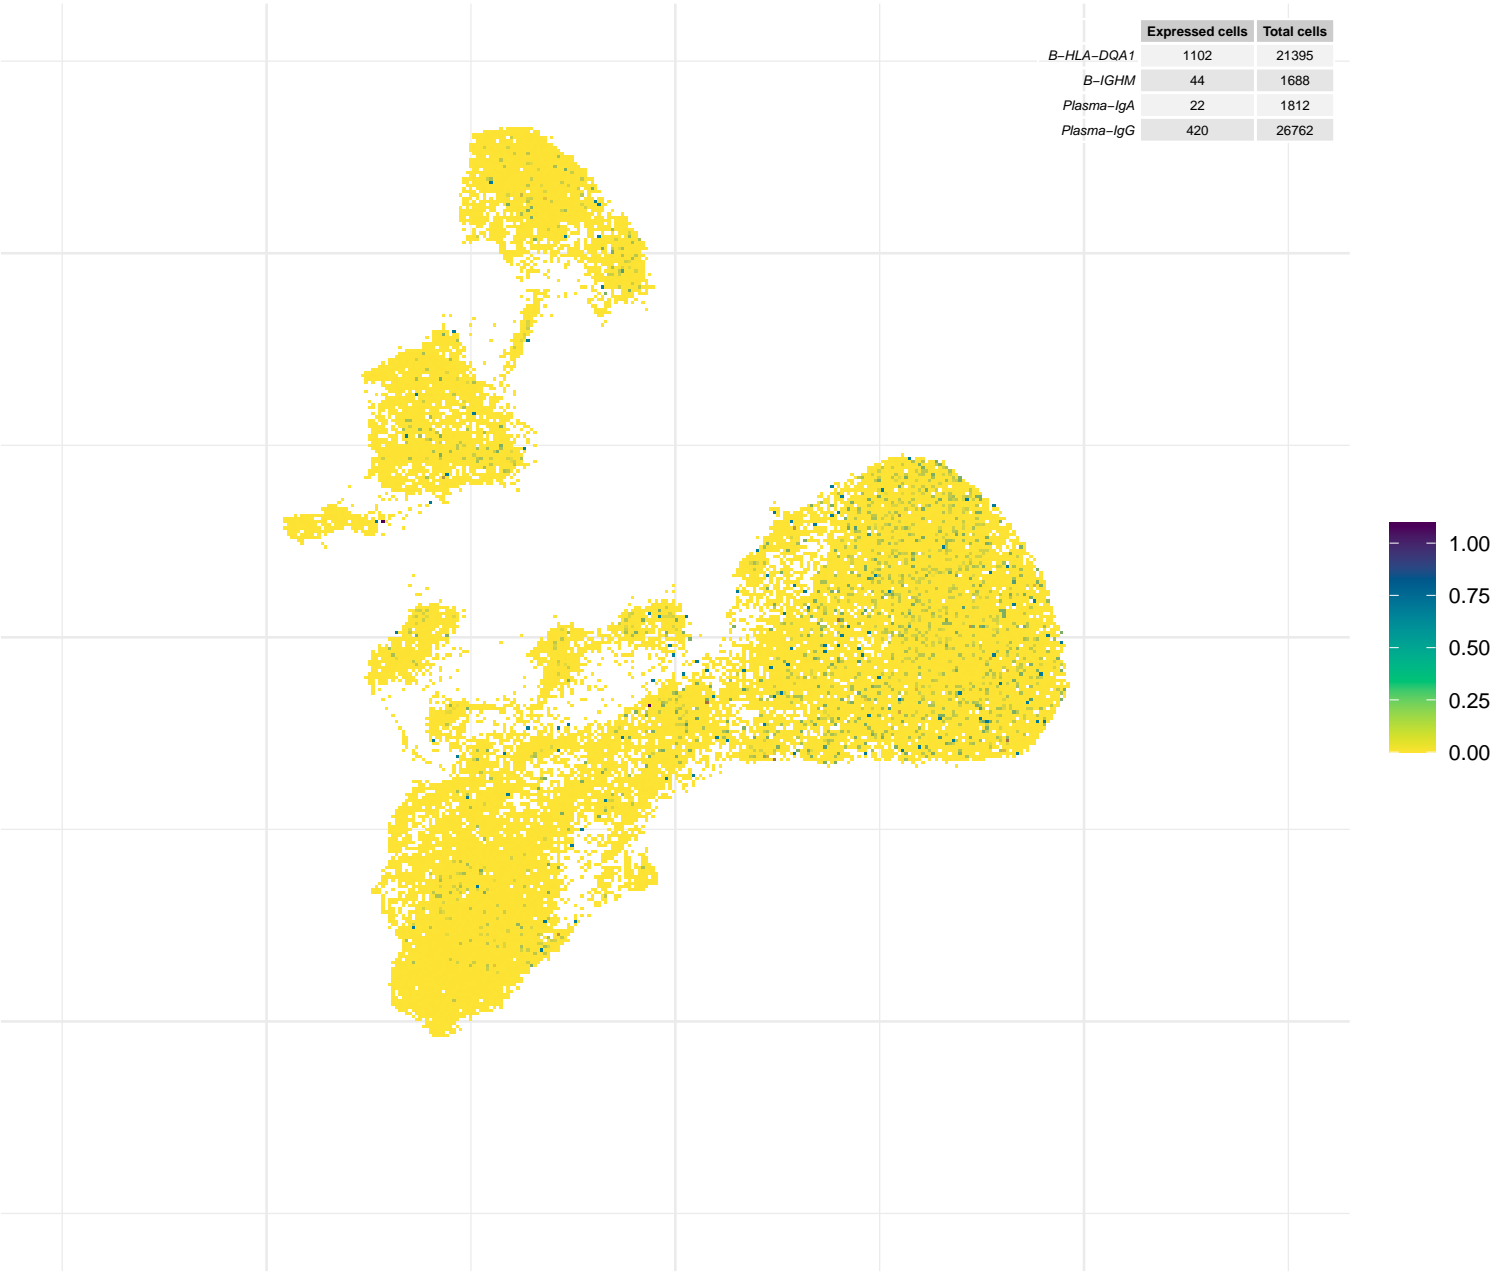 Expressed cells Total cells
B−HLA−DQA1 1102 21395
B−IGHM 44 1688
Plasma−IgA 22 1812
Plasma−IgG 420 26762
1.00
0.75
0.50
0.25
0.00